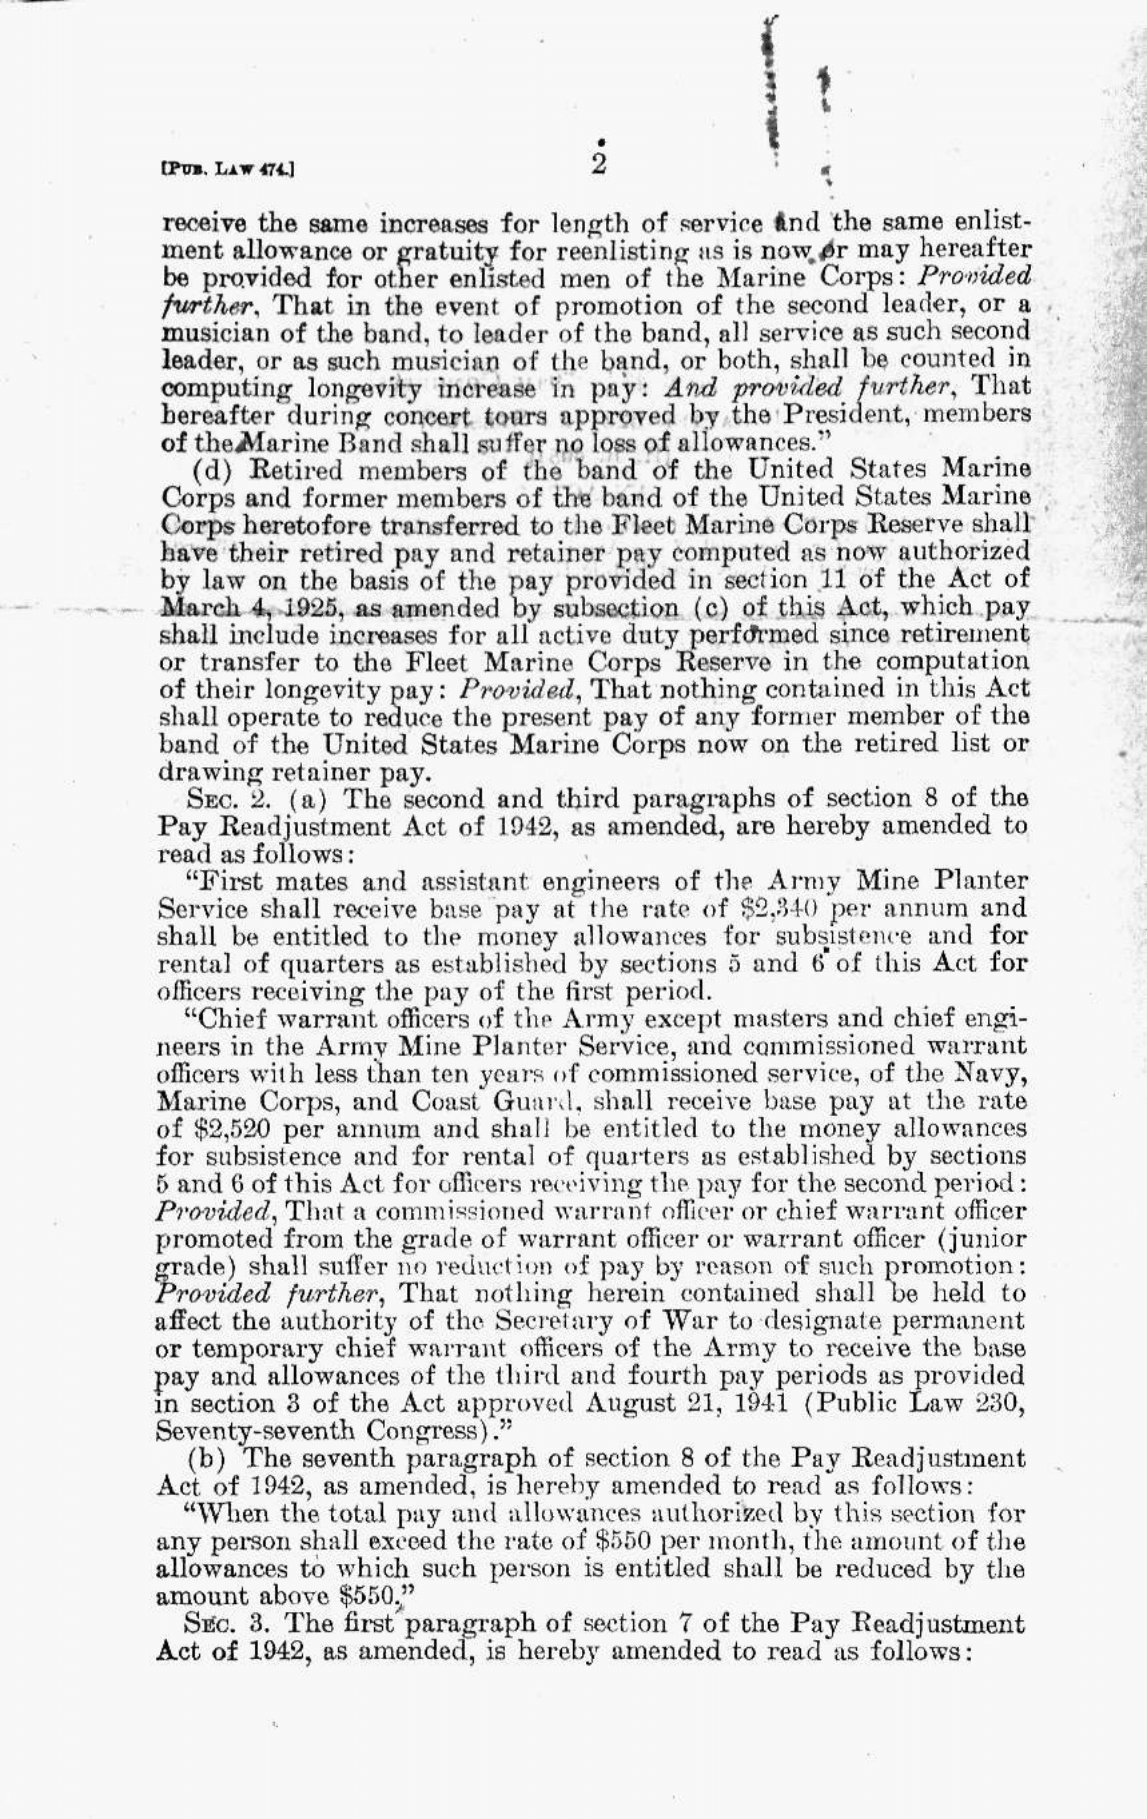 [PUB. LAW 474.]
2
receive the same increases for length of service and the same enlist-
ment allowance or gratuity for reenlisting as is now or may hereafter
be provided for other enlisted men of the Marine Corps: Provided
further, That in the event of promotion of the second leader, or a
musician of the band, to leader of the band, all service as such second
leader, or as such musician of the band, or both, shall be counted in
computing longevity increase in pay: And provided further, That
hereafter during concert tours approved by the President, members
of the Marine Band shall suffer no loss of allowances."
(d) Retired members of the band of the United States Marine
Corps and former members of the band of the United States Marine
Corps heretofore transferred to the Fleet Marine Corps Reserve shall
have their retired pay and retainer pay computed as now authorized
by law on the basis of the pay provided in section 11 of the Act of
March 4, 1925, as amended by subsection (c) of this Act, which pay
shall include increases for all active duty performed since retirement
or transfer to the Fleet Marine Corps Reserve in the computation
of their longevity pay: Provided, That nothing contained in this Act
shall operate to reduce the present pay of any former member of the
band of the United States Marine Corps now on the retired list or
drawing retainer pay.
SEC. 2. (a) The second and third paragraphs of section 8 of the
Pay Readjustment Act of 1942, as amended, are hereby amended to
read as follows:
"First mates and assistant engineers of the Army Mine Planter
Service shall receive base pay at the rate of $2,340 per annum and
shall be entitled to the money allowances for subsistence and for
rental of quarters as established by sections 5 and 6 of this Act for
officers receiving the pay of the first period.
"Chief warrant officers of the Army except masters and chief engi-
neers in the Army Mine Planter Service, and commissioned warrant
officers with less than ten years of commissioned service, of the Navy,
Marine Corps, and Coast Guard, shall receive base pay at the rate
of $2,520 per annum and shall be entitled to the money allowances
for subsistence and for rental of quarters as established by sections
5 and 6 of this Act for officers receiving the pay for the second period:
Provided, That a commissioned warrant officer or chief warrant officer
promoted from the grade of warrant officer or warrant officer (junior
grade) shall suffer no reduction of pay by reason of such promotion:
Provided further, That nothing herein contained shall be held to
affect the authority of the Secretary of War to designate permanent
or temporary chief warrant officers of the Army to receive the base
pay and allowances of the third and fourth pay periods as provided
in section 3 of the Act approved August 21, 1941 (Public Law 230,
Seventy-seventh Congress)."
(b) The seventh paragraph of section 8 of the Pay Readjustment
Act of 1942, as amended, is hereby amended to read as follows:
"When the total pay and allowances authorized by this section for
any person shall exceed the rate of $550 per month, the amount of the
allowances to which such person is entitled shall be reduced by the
amount above $550."
SEC. 3. The first paragraph of section 7 of the Pay Readjustment
Act of 1942, as amended, is hereby amended to read as follows: